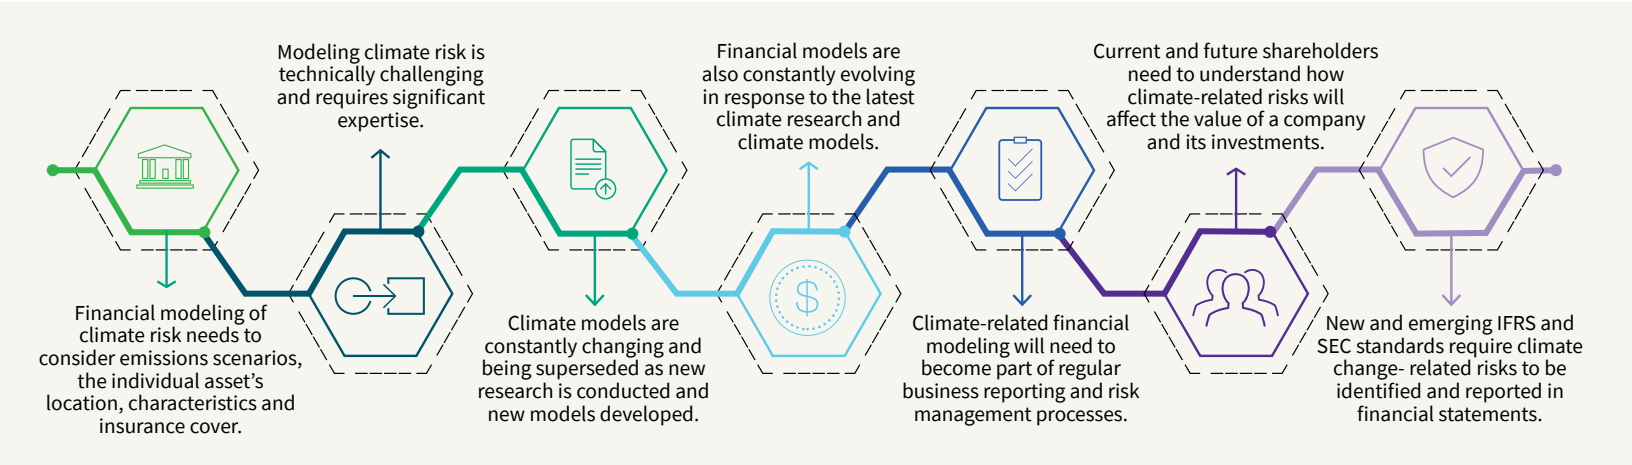 Financial modeling of
climate risk needs to
consider emissions scenarios,
the individual asset's
location, characteristics and
insurance cover.
Modeling climate risk is
technically challenging
and requires significant
expertise.
Climate models are
constantly changing and
being superseded as new
research is conducted and
new models developed.
Financial models are
also constantly evolving
in response to the latest
climate research and
climate models.
Climate-related financial
modeling will need to
become part of regular
business reporting and risk
management processes.
Current and future shareholders
need to understand how
climate-related risks will
affect the value of a company
and its investments.
New and emerging IFRS and
SEC standards require climate
change- related risks to be
identified and reported in
financial statements.
$